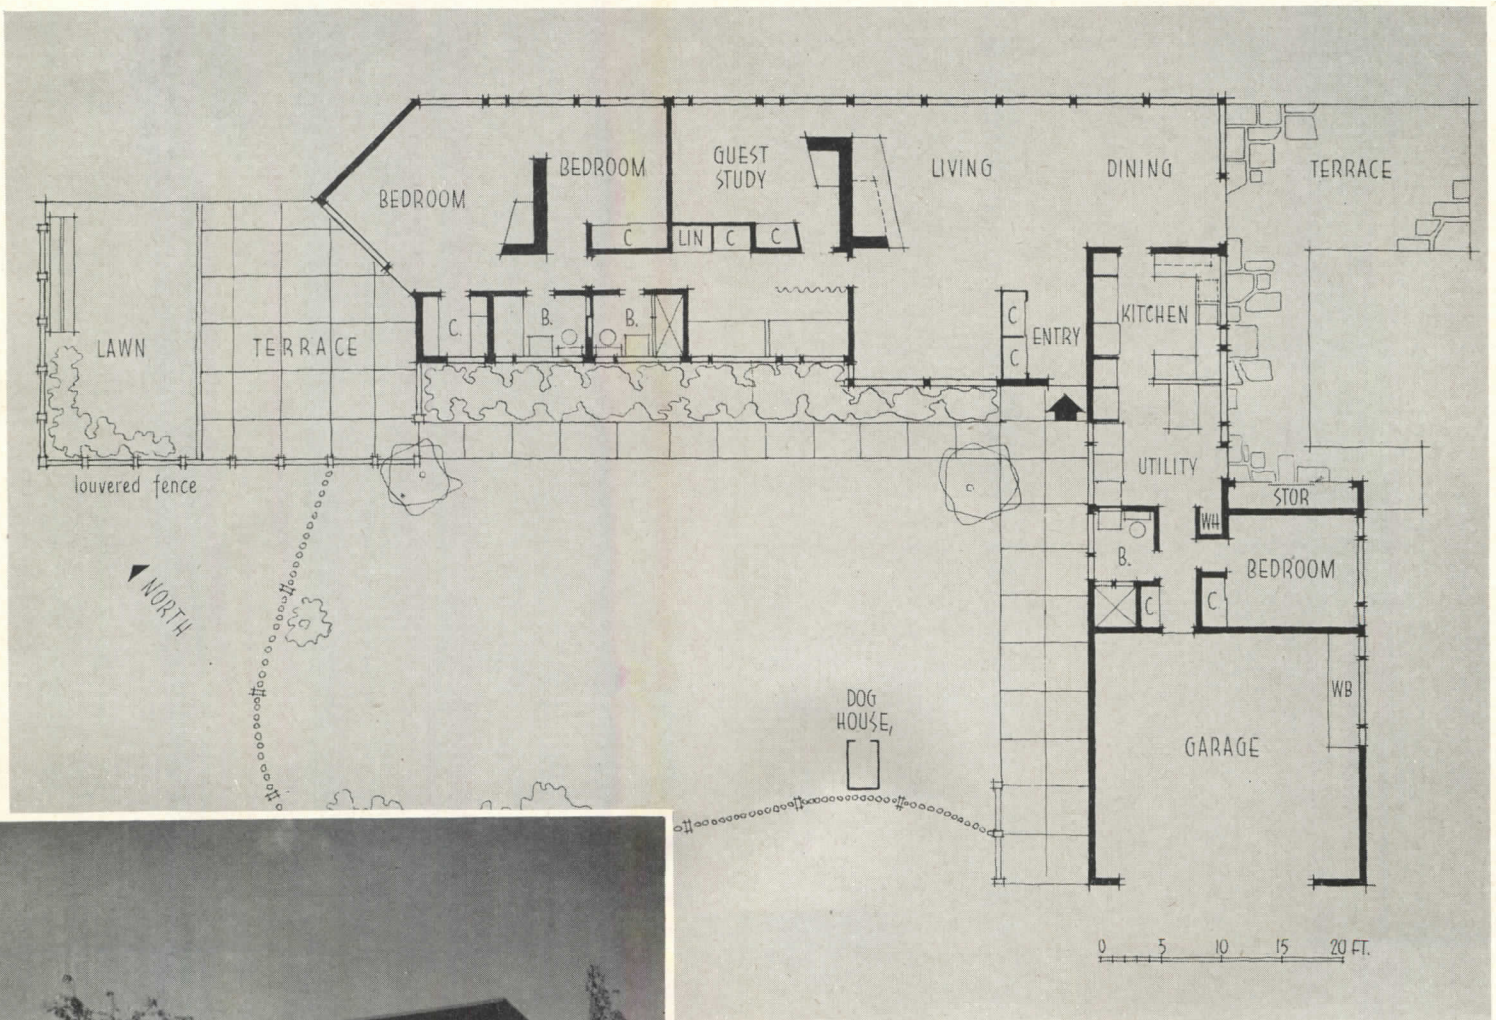 GUEST
STUDY
BEDROOM
BEDROOM
LIVING
DINING
TERRACE
C
LIN
C
C
C
B.
B.
C
C
ENTRY
KITCHEN
LAWN
TERRACE
UTILITY
louvered fence
STOR
WH
B.
BEDROOM
C
C
NORTH
DOG
HOUSE,
WB
GARAGE
0 5 10 15 20 FT.